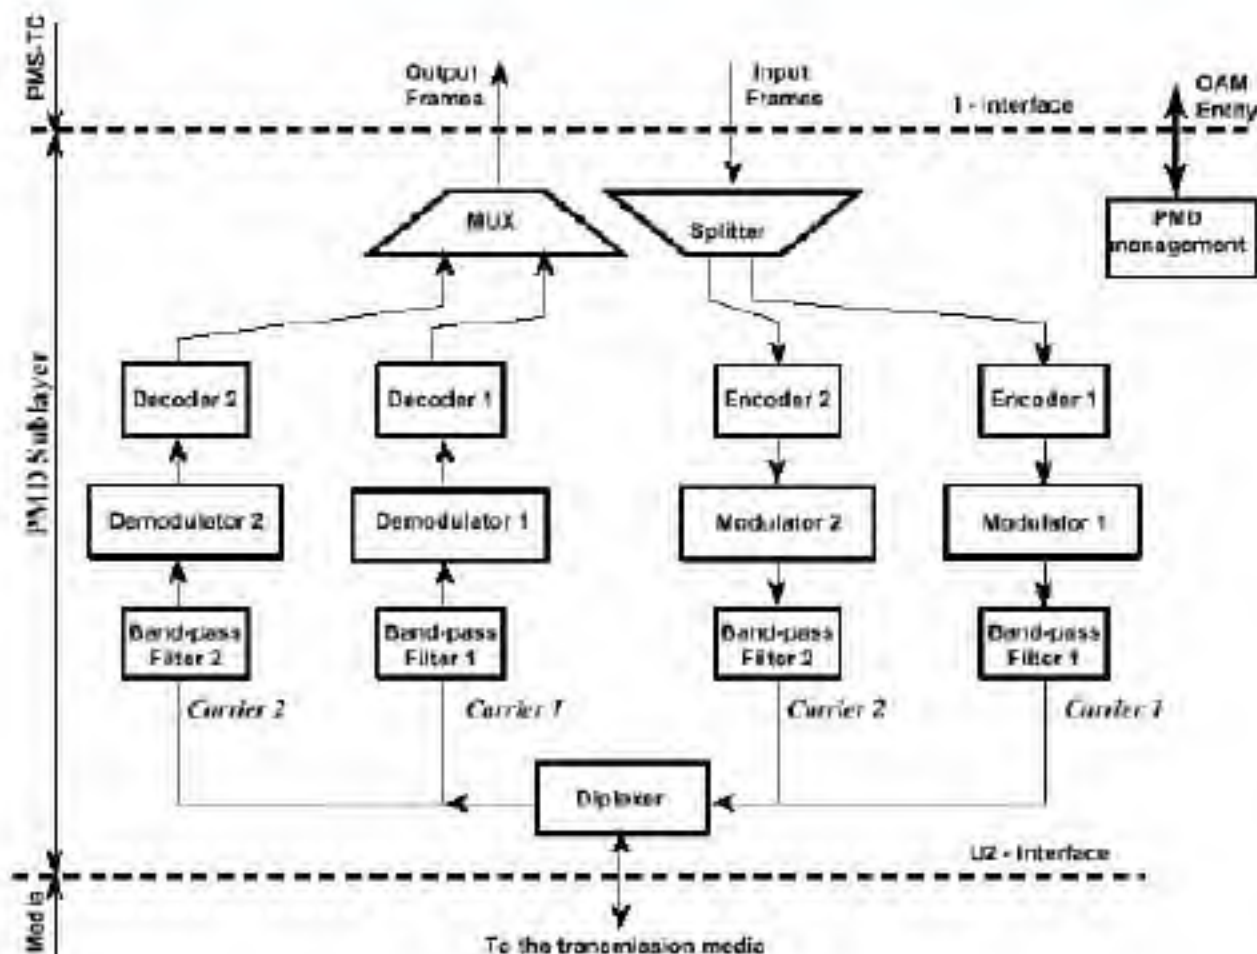 PMS-TC
Output
Frames
Input
Frames
I - Interface
OAM
Entity
MUX
Splitter
PMD
management
PMD Sublayer
Decoder 2
Decoder 1
Encoder 2
Encoder 1
Demodulator 2
Demodulator 1
Modulator 2
Modulator 1
Band-pass
Filter 2
Band-pass
Filter 1
Band-pass
Filter 2
Band-pass
Filter 1
Carrier 2
Carrier 1
Carrier 2
Carrier 1
Diplexer
U2 - Interface
Media
To the transmission media